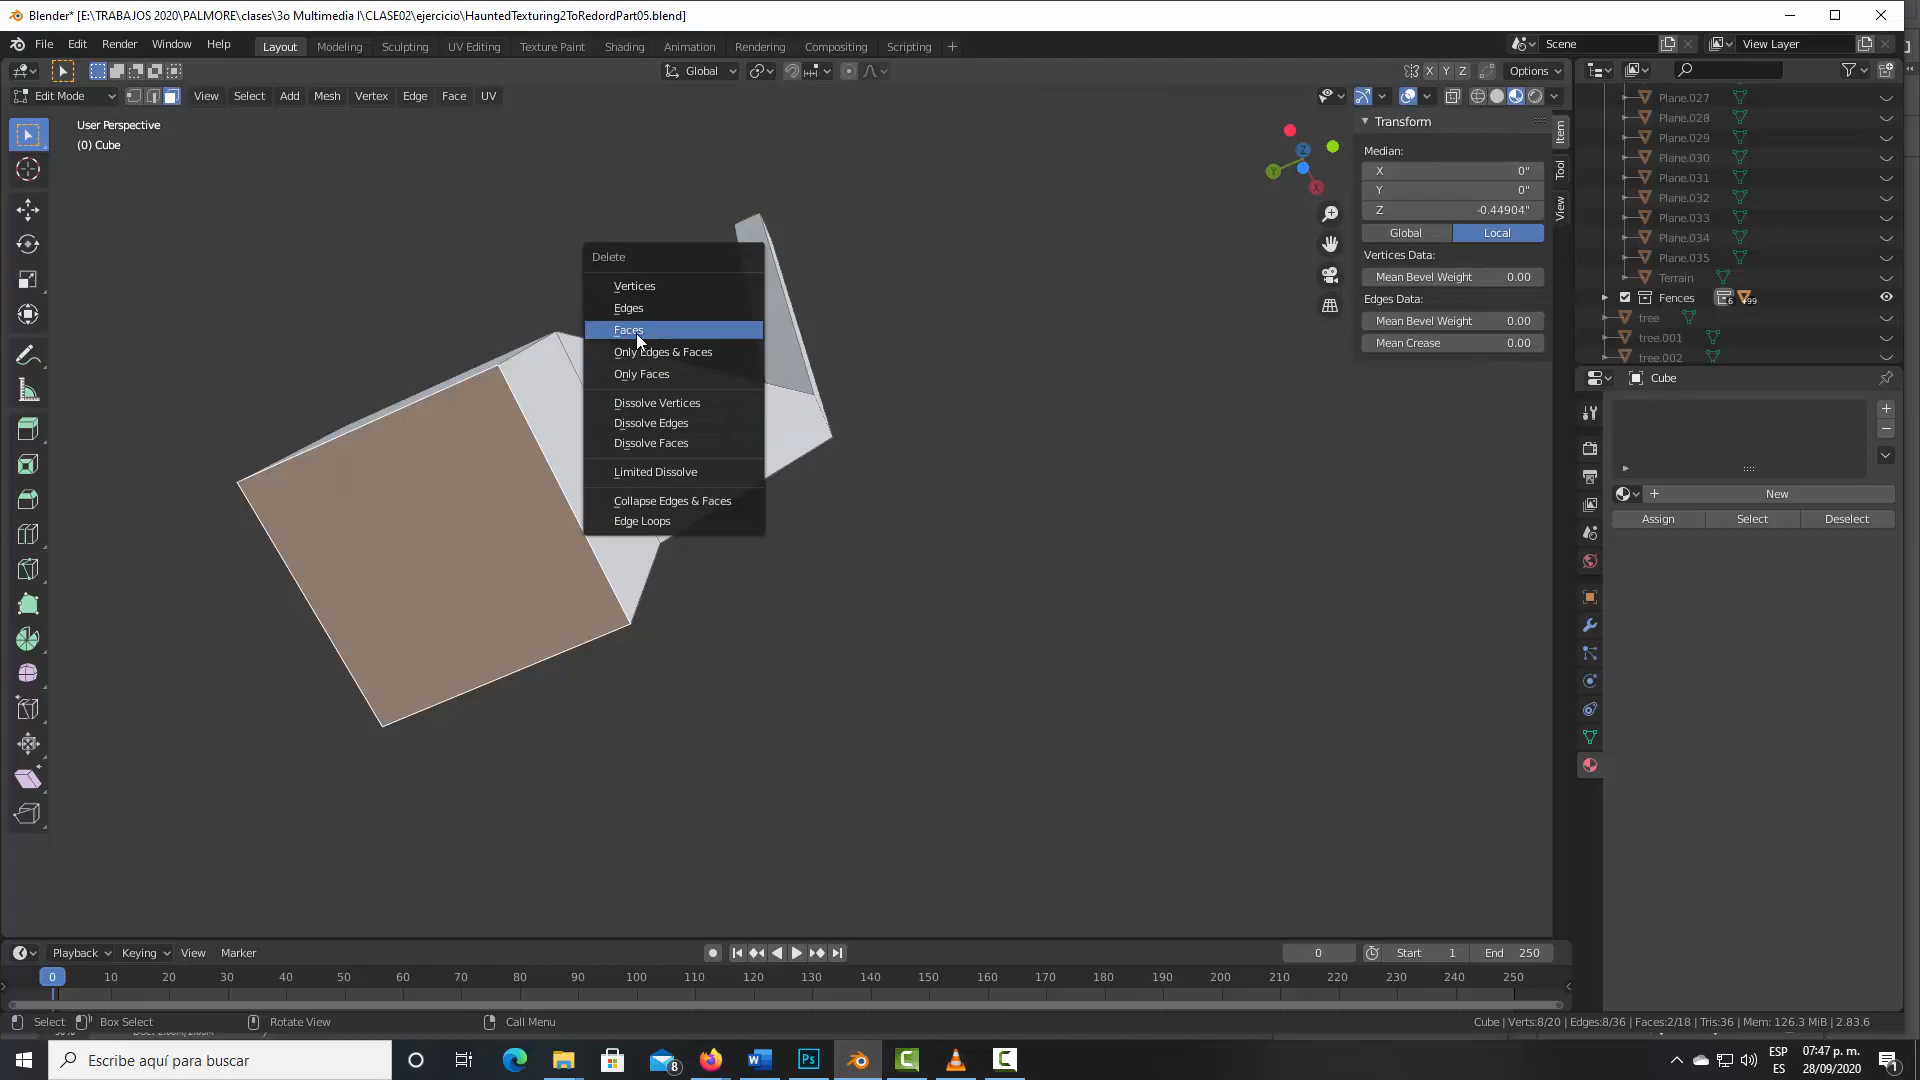 Blender* [E:\TRABAJOS 2020\PALMORE\clases\3o Multimedia I\CLASE02\ejercicio\HauntedTexturing2ToRedordPart05.blend]
File Edit Render Window Help Layout Modeling Sculpting UV Editing Texture Paint Shading Animation Rendering Compositing Scripting + Scene View Layer
Global X Y Z Options
Edit Mode View Select Add Mesh Vertex Edge Face UV
User Perspective
(0) Cube
Transform
Median:
X 0"
Y 0"
Z -0.44904"
Global Local
Vertices Data:
Mean Bevel Weight 0.00
Edges Data:
Mean Bevel Weight 0.00
Mean Crease 0.00
Item
Tool
View
Z
Y
Delete
Vertices
Edges
Faces
Only Edges & Faces
Only Faces
Dissolve Vertices
Dissolve Edges
Dissolve Faces
Limited Dissolve
Collapse Edges & Faces
Edge Loops
Plane.027
Plane.028
Plane.029
Plane.030
Plane.031
Plane.032
Plane.033
Plane.034
Plane.035
Terrain
Fences 6 +99
tree
tree.001
tree.002
Cube
+ New
Assign Select Deselect
Playback Keying View Marker 0 Start 1 End 250
0 10 20 30 40 50 60 70 80 90 100 110 120 130 140 150 160 170 180 190 200 210 220 230 240 250
Select Box Select Rotate View Call Menu Cube | Verts:8/20 | Edges:8/36 | Faces:2/18 | Tris:36 | Mem: 126.3 MiB | 2.83.6
Escribe aquí para buscar 8 ESP 07:47 p. m.
ES 28/09/2020 1